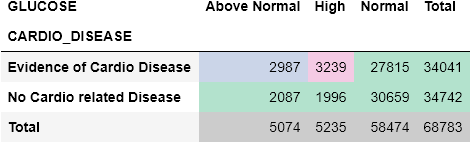 GLUCOSE Above Normal High Normal Total
CARDIO_DISEASE
Evidence of Cardio Disease 2987 3239 27815 34041
No Cardio related Disease 2087 1996 30659 34742
Total 5074 5235 58474 68783